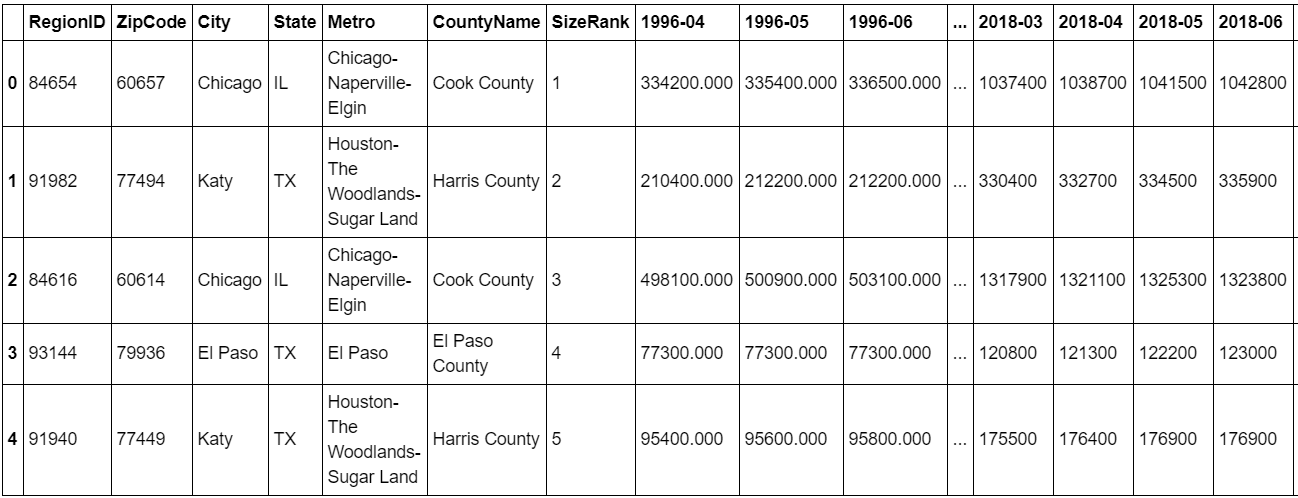 RegionID ZipCode City State Metro CountyName SizeRank 1996-04 1996-05 1996-06 ... 2018-03 2018-04 2018-05 2018-06
Chicago-
0 84654 60657 Chicago IL Naperville- Cook County 1 334200.000 335400.000 336500.000 ... 1037400 1038700 1041500 1042800
Elgin
Houston-
The
1 91982 77494 Katy TX Woodlands- Harris County 2 210400.000 212200.000 212200.000 ... 330400 332700 334500 335900
Sugar Land
Chicago-
2 84616 60614 Chicago IL Naperville- Cook County 3 498100.000 500900.000 503100.000 ... 1317900 1321100 1325300 1323800
Elgin
El Paso
3 93144 79936 El Paso TX El Paso County 4 77300.000 77300.000 77300.000 ... 120800 121300 122200 123000
Houston-
The
4 91940 77449 Katy TX Woodlands- Harris County 5 95400.000 95600.000 95800.000 ... 175500 176400 176900 176900
Sugar Land